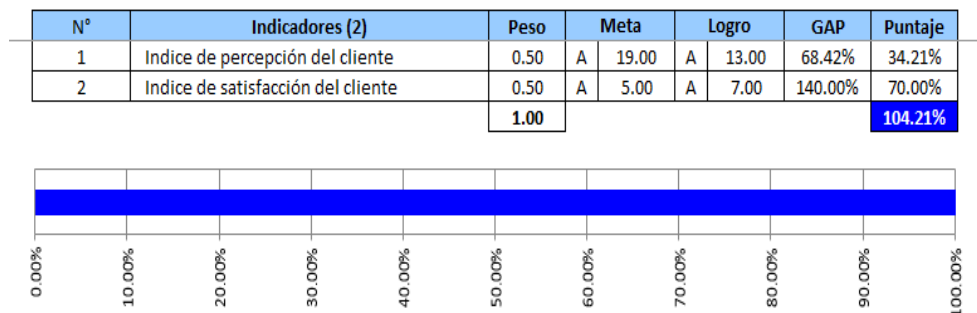 N° Indicadores (2) Peso Meta Logro GAP Puntaje
1 Indice de percepción del cliente 0.50 A 19.00 A 13.00 68.42% 34.21%
2 Indice de satisfacción del cliente 0.50 A 5.00 A 7.00 140.00% 70.00%
1.00 104.21%
0.00% 10.00% 20.00% 30.00% 40.00% 50.00% 60.00% 70.00% 80.00% 90.00% 100.00%